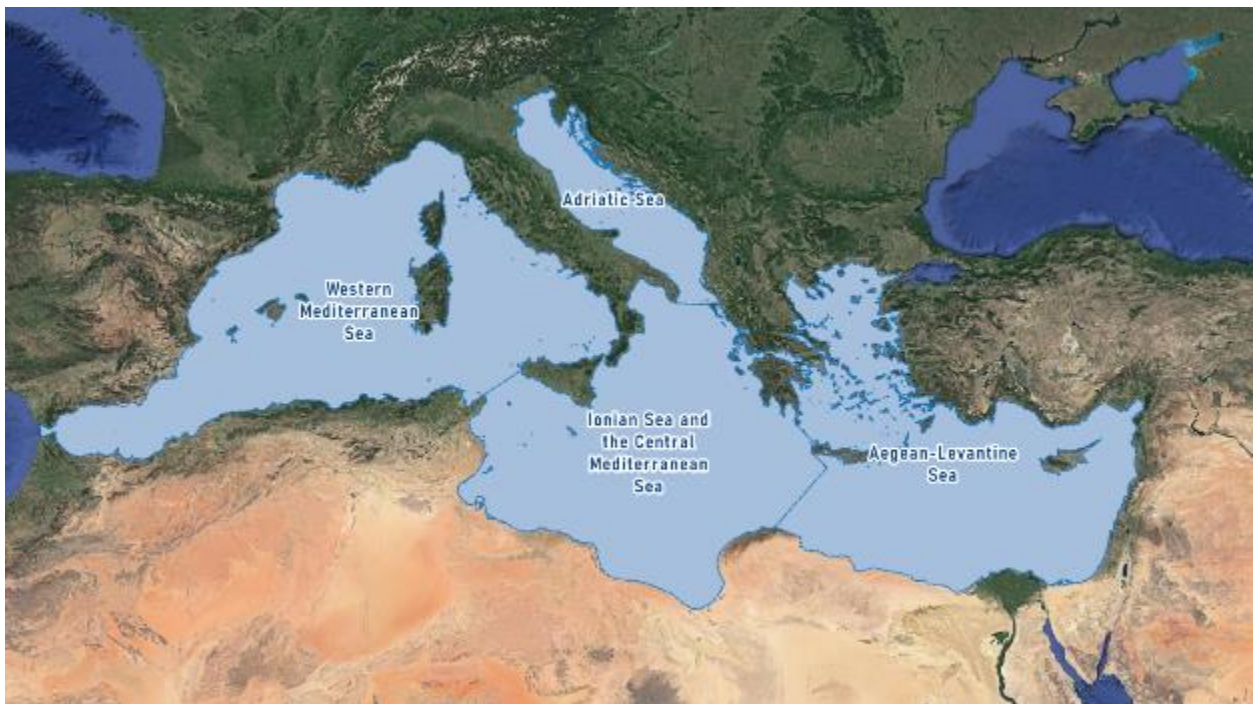 Adriatic Sea
Western
Mediterranean
Sea
Ionian Sea and
the Central
Mediterranean
Sea
Aegean-Levantine
Sea